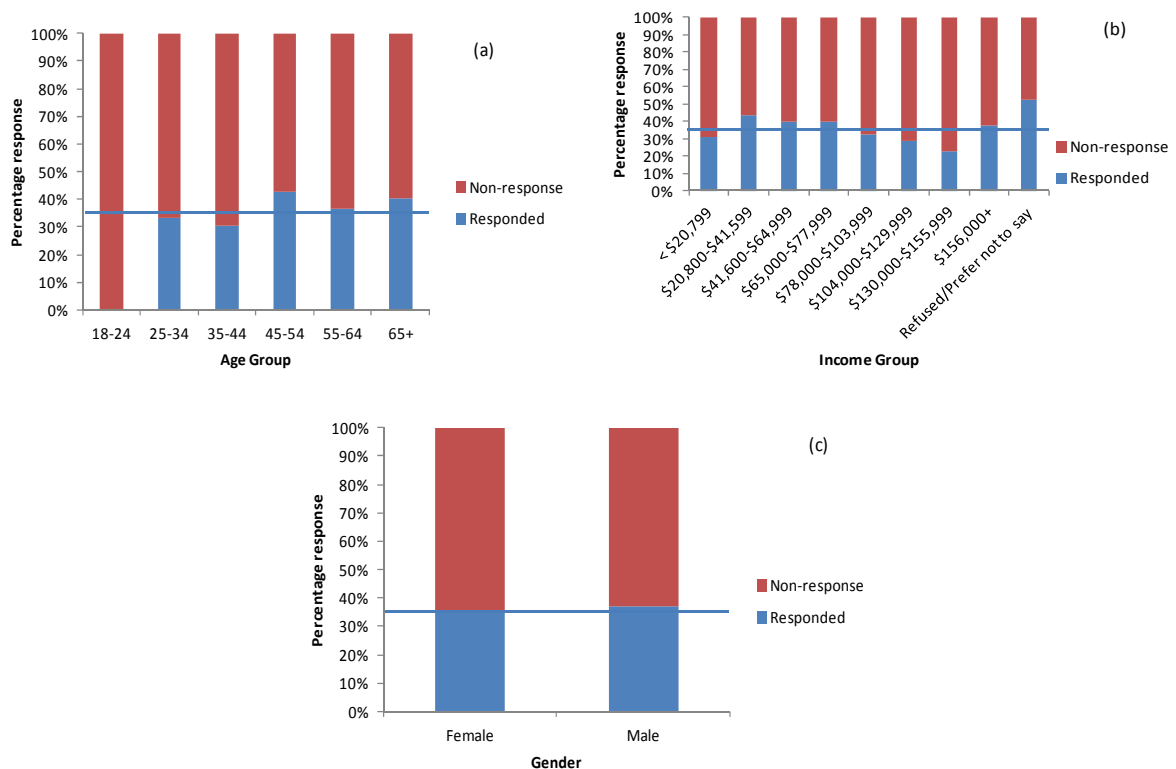 (a)
Percentage response
100%
90%
80%
70%
60%
50%
40%
30%
20%
10%
0%
18-24 25-34 35-44 45-54 55-64 65+
Age Group
Non-response
Responded
(b)
Percentage response
100%
90%
80%
70%
60%
50%
40%
30%
20%
10%
0%
< $20,799
$20,800-$41,599
$41,600-$64,999
$65,000-$77,999
$78,000-$103,999
$104,000-$129,999
$130,000-$155,999
$156,000+
Refused/Prefer not to say
Income Group
Non-response
Responded
(c)
Percentage response
100%
90%
80%
70%
60%
50%
40%
30%
20%
10%
0%
Female Male
Gender
Non-response
Responded